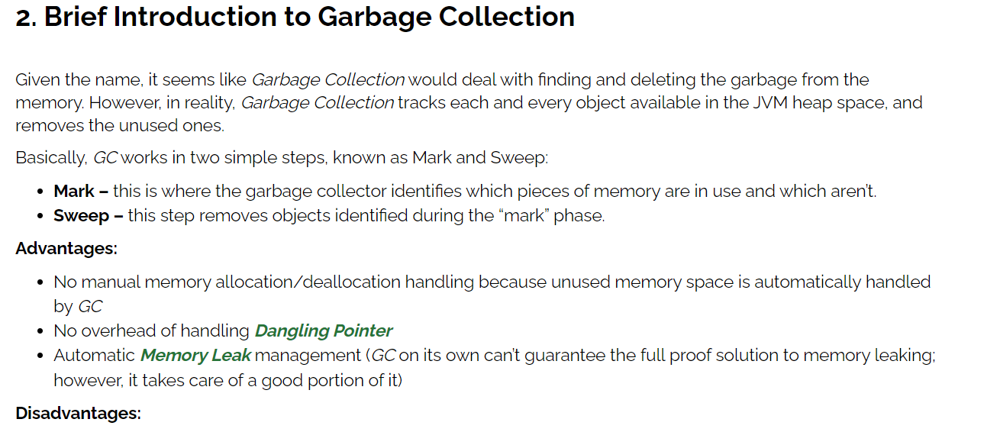 2. Brief Introduction to Garbage Collection
Given the name, it seems like Garbage Collection would deal with finding and deleting the garbage from the
memory. However, in reality, Garbage Collection tracks each and every object available in the JVM heap space, and
removes the unused ones.
Basically, GC works in two simple steps, known as Mark and Sweep:
• Mark – this is where the garbage collector identifies which pieces of memory are in use and which aren't.
• Sweep – this step removes objects identified during the “mark” phase.
Advantages:
• No manual memory allocation/deallocation handling because unused memory space is automatically handled
by GC
• No overhead of handling Dangling Pointer
• Automatic Memory Leak management (GC on its own can't guarantee the full proof solution to memory leaking;
however, it takes care of a good portion of it)
Disadvantages: